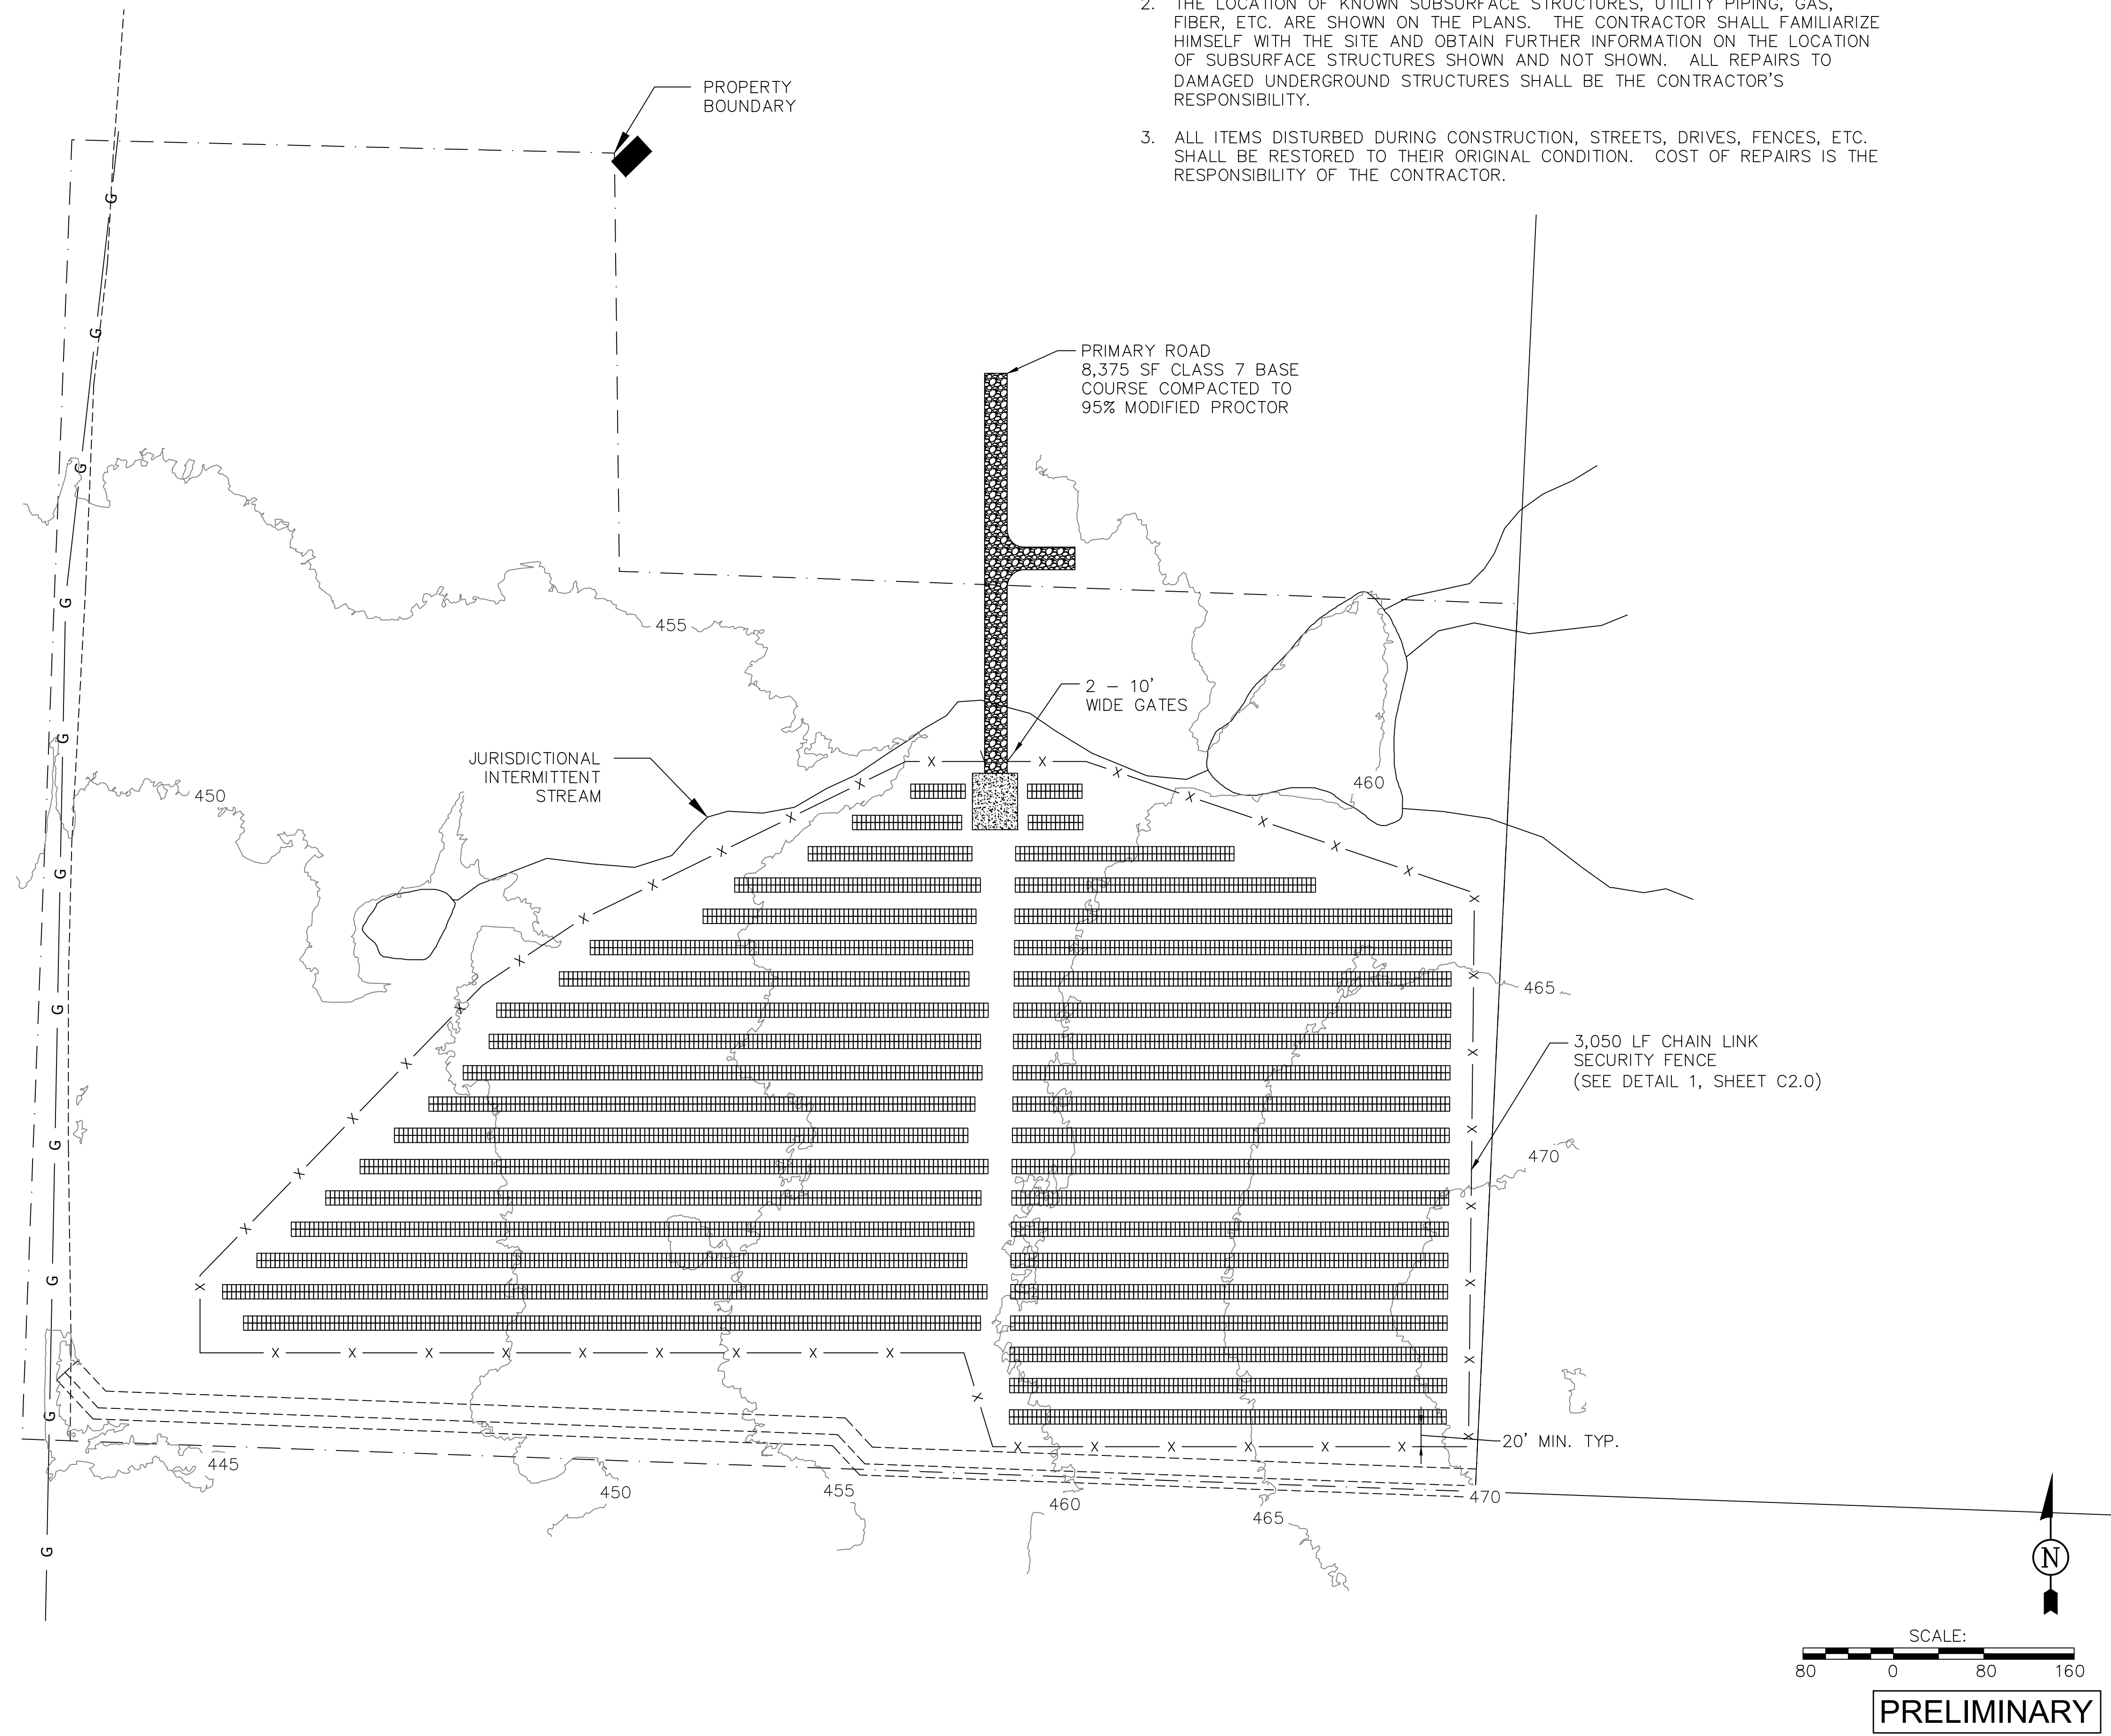 2. THE LOCATION OF KNOWN SUBSURFACE STRUCTURES, UTILITY PIPING, GAS,
FIBER, ETC. ARE SHOWN ON THE PLANS. THE CONTRACTOR SHALL FAMILIARIZE
HIMSELF WITH THE SITE AND OBTAIN FURTHER INFORMATION ON THE LOCATION
OF SUBSURFACE STRUCTURES SHOWN AND NOT SHOWN. ALL REPAIRS TO
DAMAGED UNDERGROUND STRUCTURES SHALL BE THE CONTRACTOR'S
RESPONSIBILITY.
3. ALL ITEMS DISTURBED DURING CONSTRUCTION, STREETS, DRIVES, FENCES, ETC.
SHALL BE RESTORED TO THEIR ORIGINAL CONDITION. COST OF REPAIRS IS THE
RESPONSIBILITY OF THE CONTRACTOR.
PROPERTY
BOUNDARY
PRIMARY ROAD
8,375 SF CLASS 7 BASE
COURSE COMPACTED TO
95% MODIFIED PROCTOR
455
2 – 10'
WIDE GATES
JURISDICTIONAL
INTERMITTENT
STREAM
450
460
465
3,050 LF CHAIN LINK
SECURITY FENCE
(SEE DETAIL 1, SHEET C2.0)
470
20' MIN. TYP.
445
450
455
460
465
470
G
G
G
G
G
G
G
G
G
G
G
G
N
SCALE:
80 0 80 160
PRELIMINARY